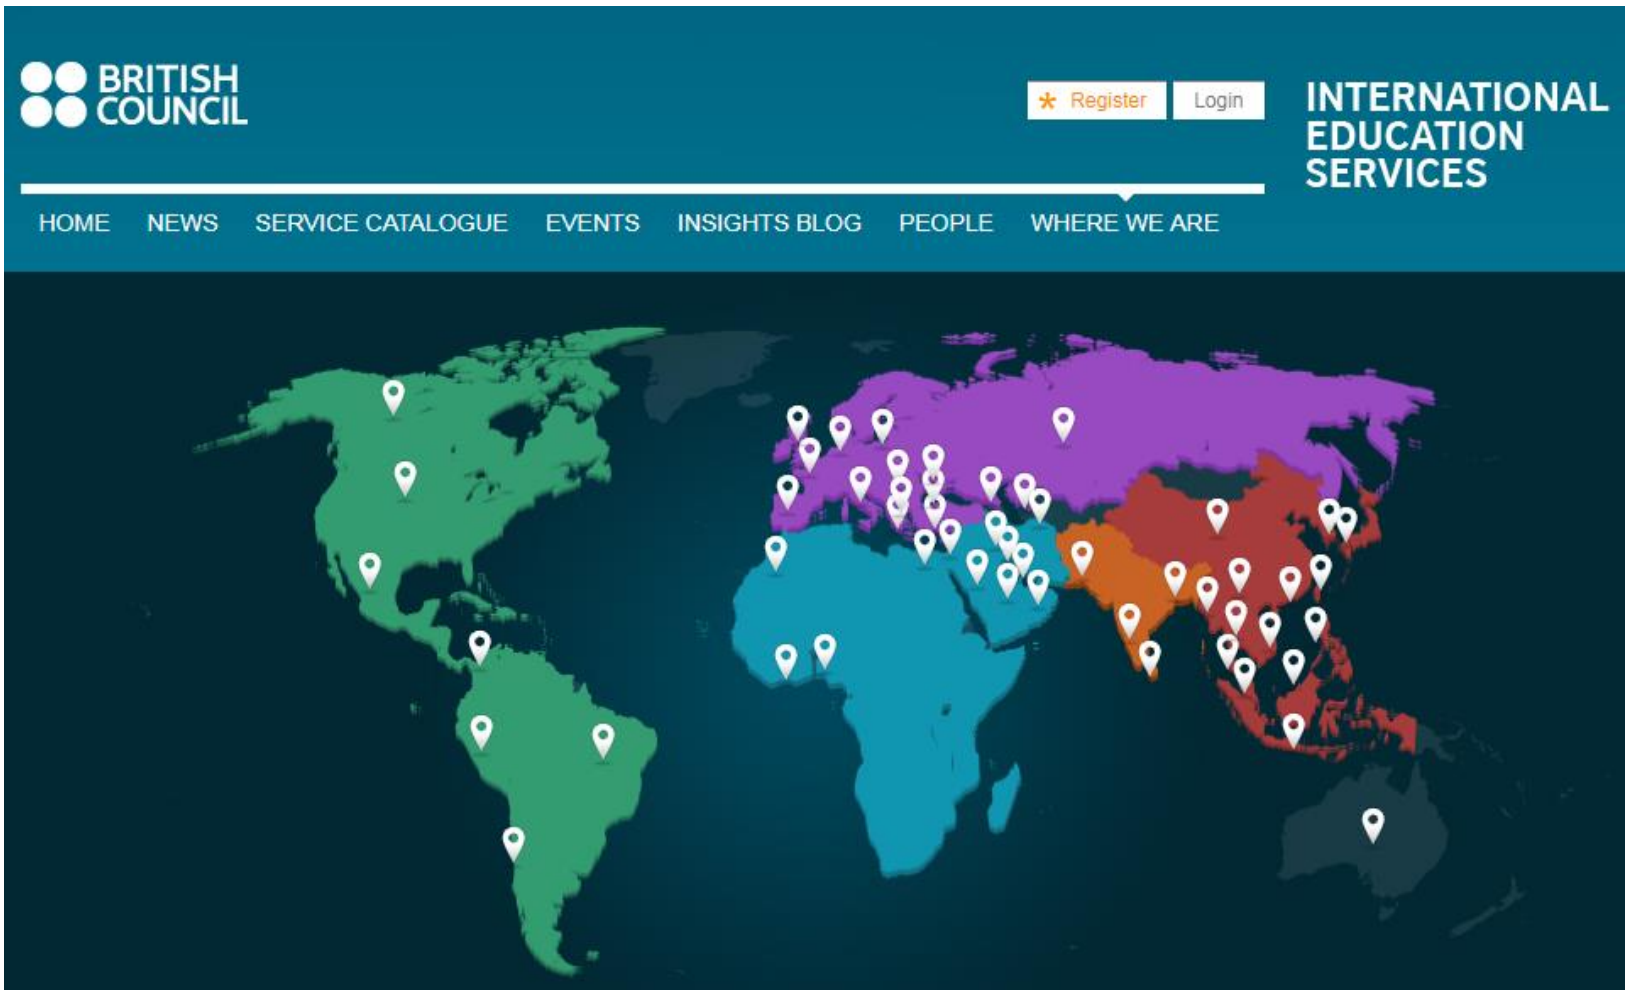 BRITISH
COUNCIL
* Register
Login
INTERNATIONAL
EDUCATION
SERVICES
HOME NEWS SERVICE CATALOGUE EVENTS INSIGHTS BLOG PEOPLE WHERE WE ARE